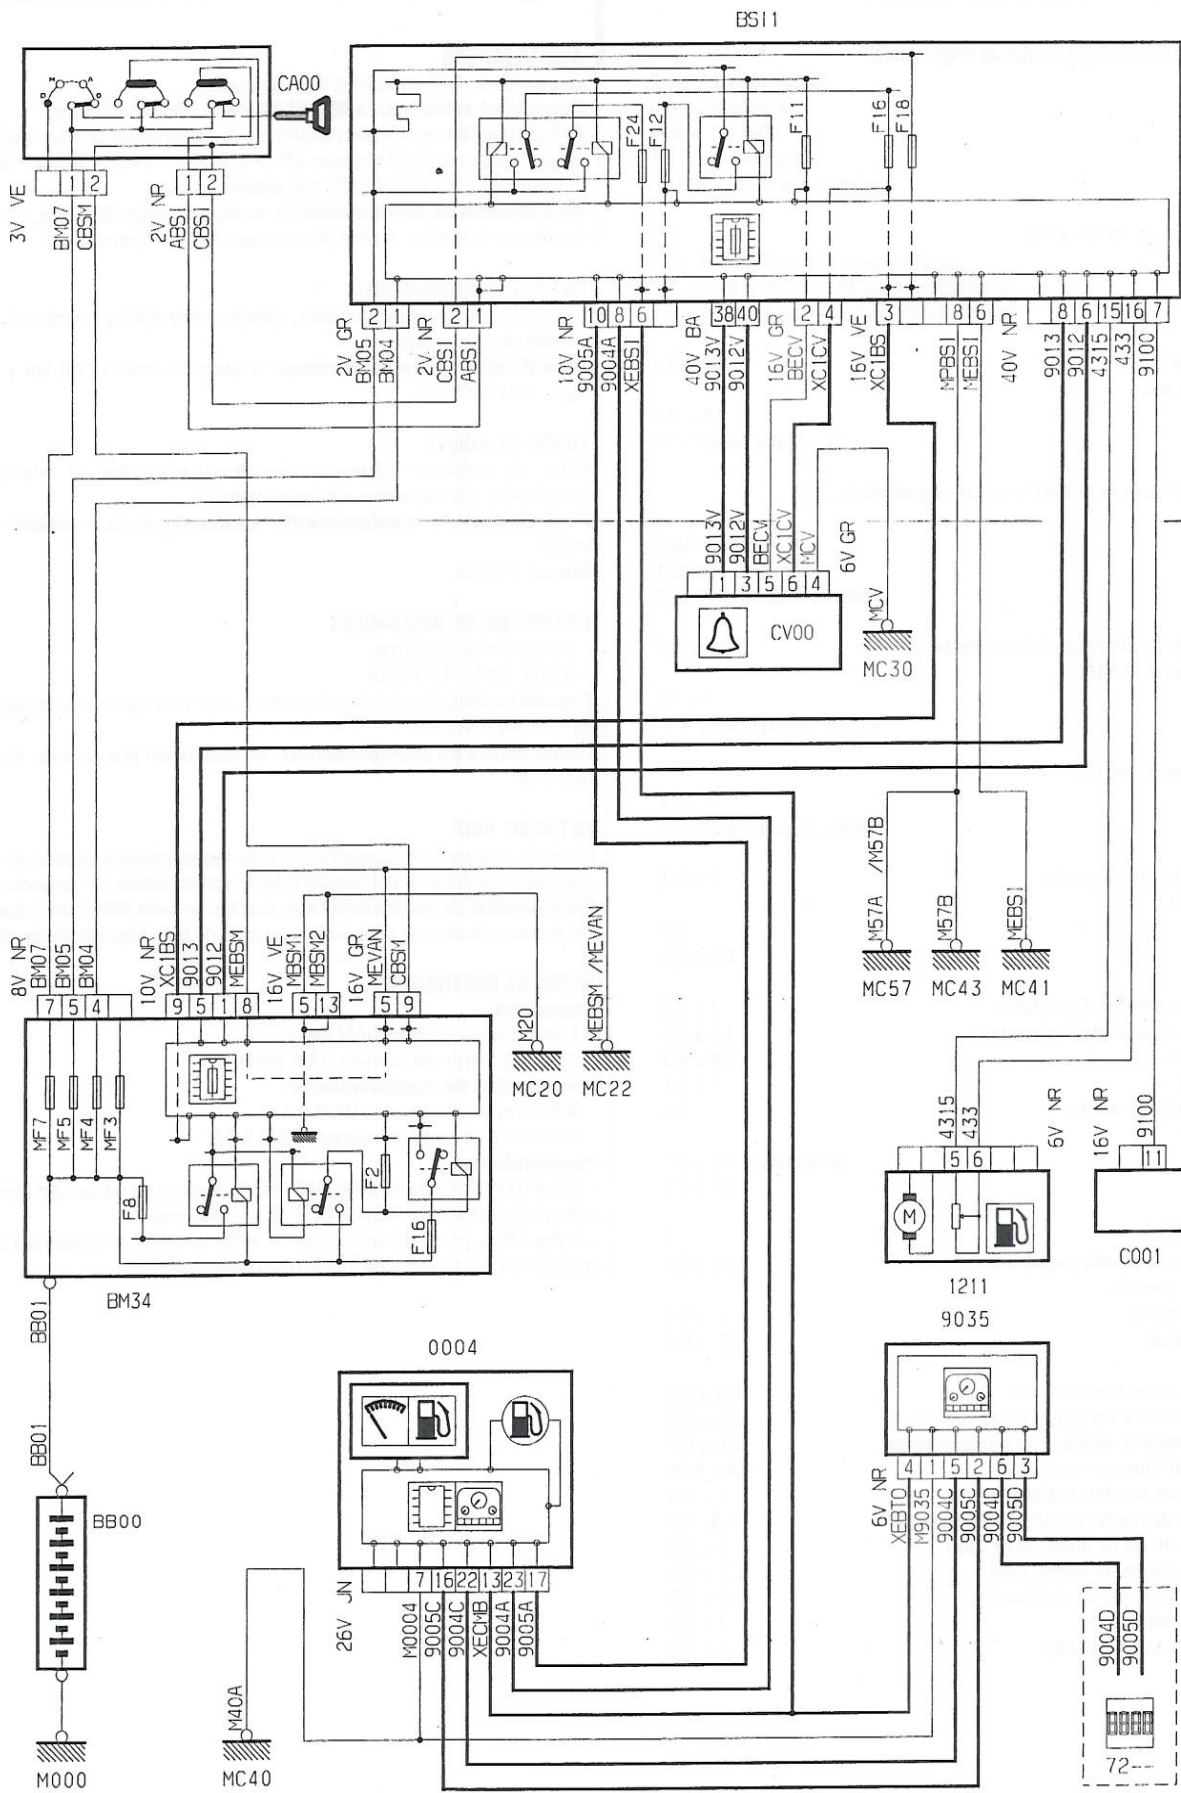 BSI1
CA00
M A
D
F24
F12
F11
F16
F18
3V VE
1 2
BM07
CBSM
2V NR
1 2
ABSI
CBSI
2V GR
2 1
BM05
BM04
2V NR
2 1
CBSI
ABSI
10V NR
10 8 6
9005A
9004A
XEBSI
40V BA
38 40
9013V
9012V
16V GR
2 4
BECV
XC1CV
16V VE
3 8 6
XC1BS
MPBSI
MEBSI
40V NR
8 6 15 16 7
9013
9012
4315
4333
9100
9013V
9012V
BECV
XC1CV
MCV
6V GR
1 3 5 6 4
CV00
MCV
MC30
M57A /M57B
MC57
M57B
MC43
MEBSI
MC41
8V NR
BM07
BM05
BM04
7 5 4
10V NR
XC1BS
9013
9012
MEBSM
9 5 1 8
16V VE
MBSM1
MBSM2
5 13
16V GR
MEVAN
CBSM
5 9
M20
MC20
MEBSM /MEVAN
MC22
MF7
MF5
MF4
MF3
F8
F2
F16
BM34
BB01
BB01
BB00
M000
6V NR
4315
4333
5 6
M
1211
16V NR
9100
11
C001
9035
6V NR
4 1 5 2 6 3
XEBTO
M9035
9004C
9005C
9004D
9005D
0004
26V JN
7 16 22 13 23 17
M0004
9005C
9004C
XECMB
9004A
9005A
M40A
MC40
9004D
9005D
72--